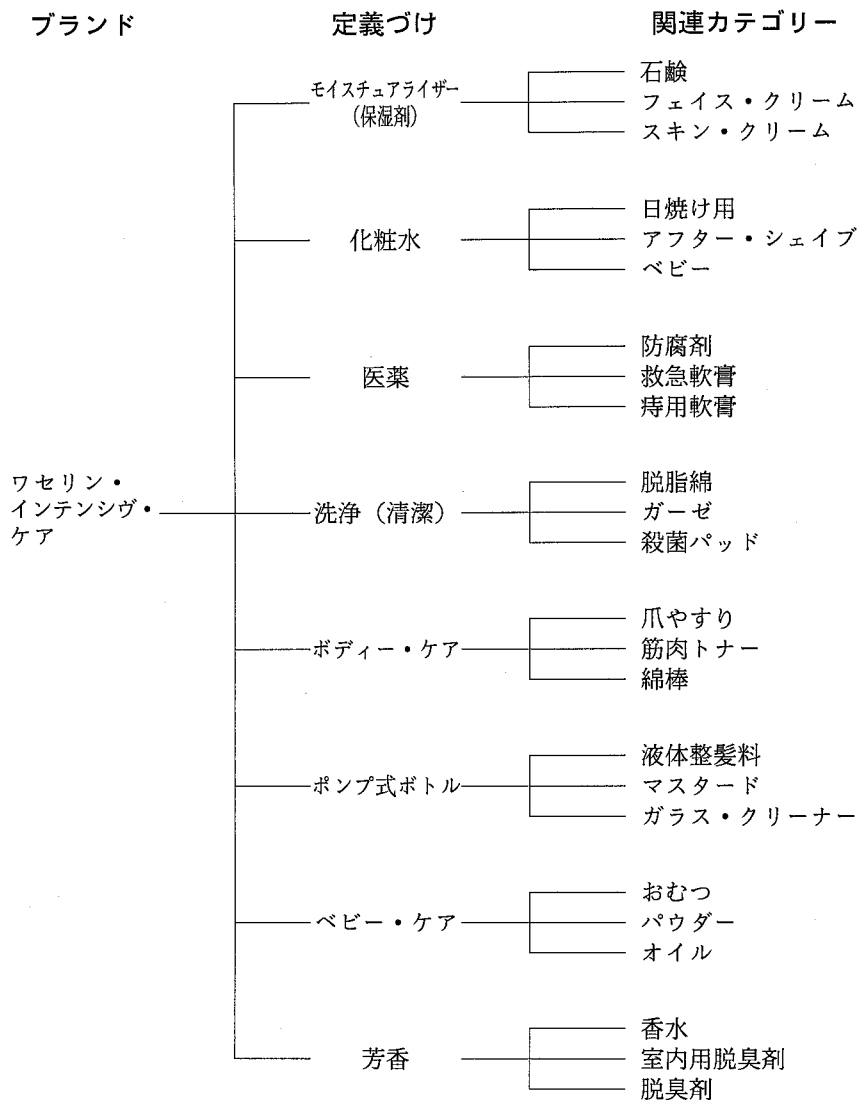 ブランド 定義づけ 関連カテゴリー
モイスチュアライザー
(保湿剤)
石鹸
フェイス・クリーム
スキン・クリーム
化粧水
日焼け用
アフター・シェイブ
ベビー
医薬
防腐剤
救急軟膏
痔用軟膏
ワセリン・
インテンシヴ・
ケア
洗浄(清潔)
脱脂綿
ガーゼ
殺菌パッド
ボディー・ケア
爪やすり
筋肉トナー
綿棒
ポンプ式ボトル
液体整髪料
マスタード
ガラス・クリーナー
ベビー・ケア
おむつ
パウダー
オイル
芳香
香水
室内用脱臭剤
脱臭剤